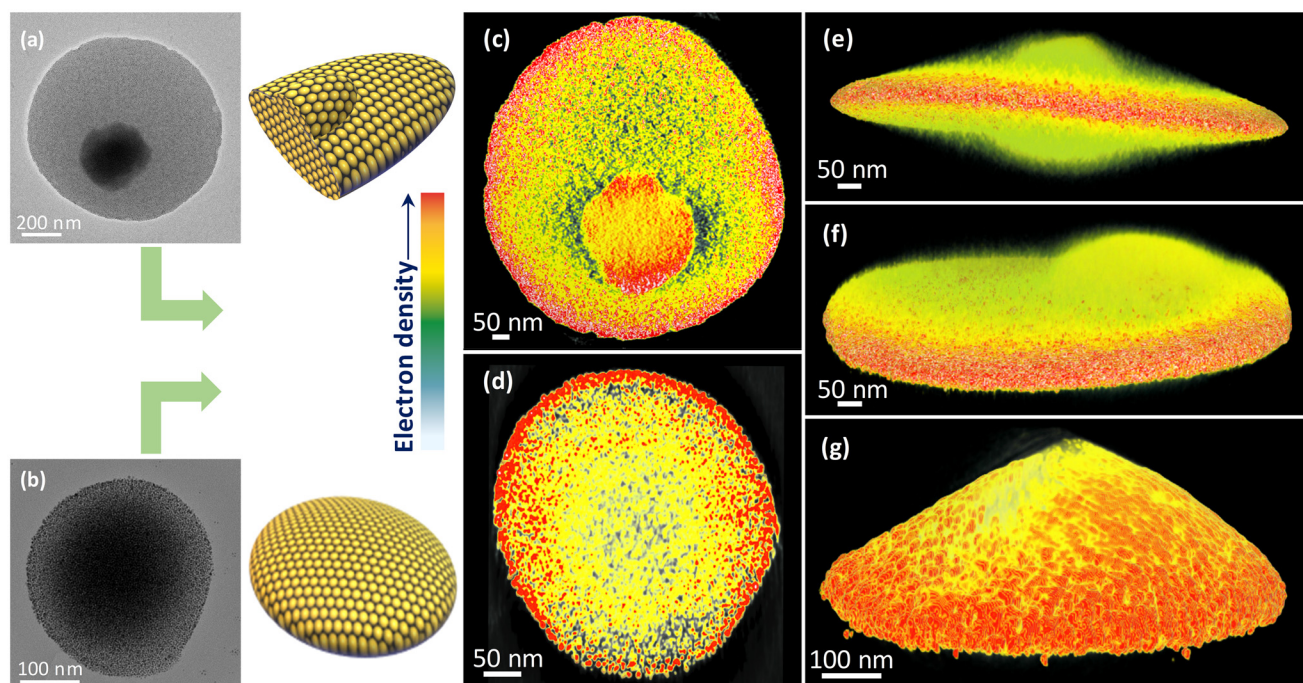 (a)
200 nm
Electron density
(b)
100 nm
(c)
50 nm
(d)
50 nm
(e)
50 nm
(f)
50 nm
(g)
100 nm